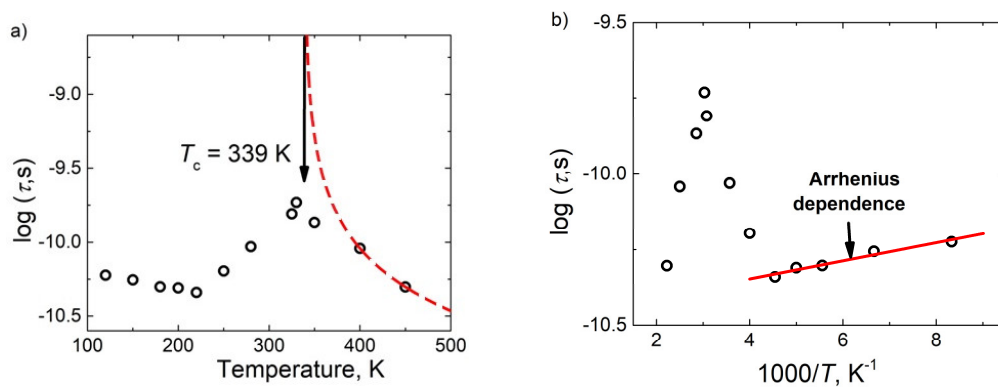 a)
-9.0
-9.5
-10.0
-10.5
log (τ,s)
Tc = 339 K
100
200
300
400
500
Temperature, K
b)
-9.5
-10.0
-10.5
log (τ,s)
Arrhenius
dependence
2
4
6
8
1000/T, K-1